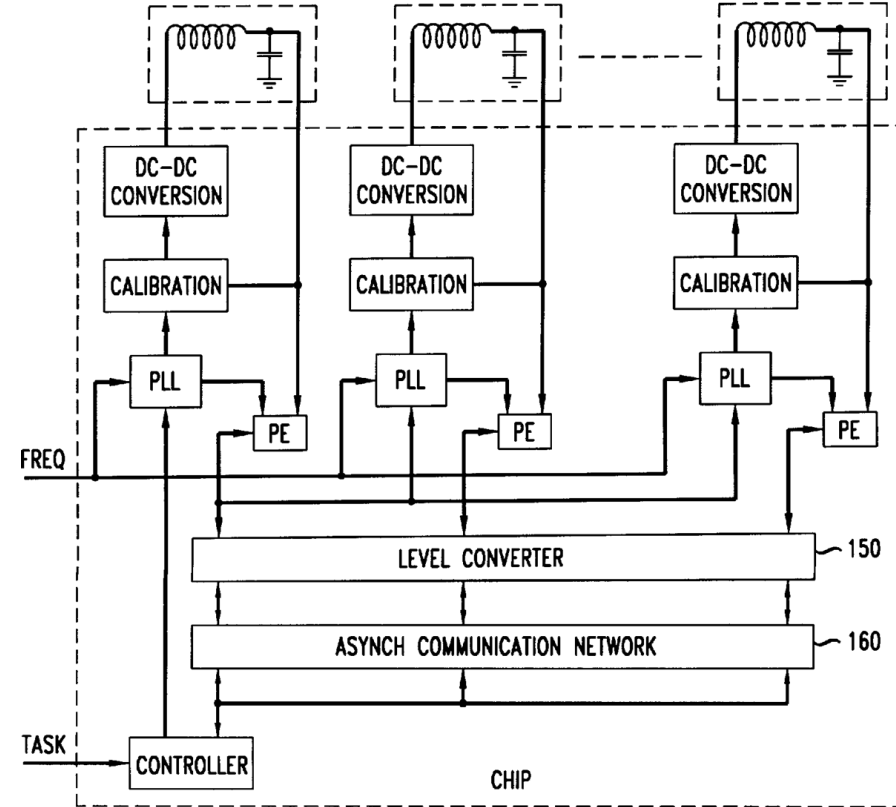 DC-DC
CONVERSION
DC-DC
CONVERSION
DC-DC
CONVERSION
CALIBRATION
CALIBRATION
CALIBRATION
PLL
PLL
PLL
PE
PE
PE
FREQ
LEVEL CONVERTER
150
ASYNCH COMMUNICATION NETWORK
160
TASK
CONTROLLER
CHIP